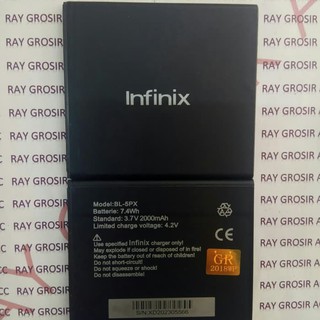 RAY GROSIR
RAY GROSIR A
Infinix
Model:BL-5PX
Batterie: 7.4Wh
Standard: 3.7V 2000mAh
Limited charge voltage: 4.2V
Use specified Infinix charger only!
May explode if closed or disposed of in fire!
Keep battery out of the reach of children!
Do not short-circuit!
Do not squeeze or shock!
Do not disassemble!
CE
GR